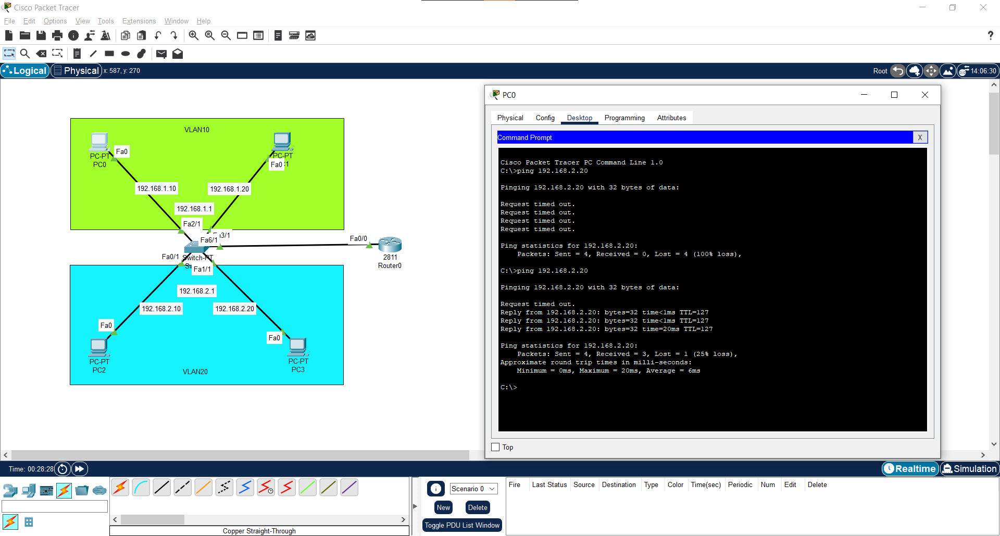 Cisco Packet Tracer
File Edit Options View Tools Extensions Window Help
?
Logical Physical x: 587, y: 270 Root 14:06:30
VLAN10
Fa0
PC-PT
PC0
PC-PT
Fa0 1
192.168.1.10 192.168.1.20
192.168.1.1
Fa2/1
a3/1
Fa6/1
Fa0/0
Fa0/1 Switch-PT
Fa1/1
2811
Router0
192.168.2.1
192.168.2.10 192.168.2.20
Fa0
Fa0
PC-PT
PC2
PC-PT
PC3
VLAN20
PC0
Physical Config Desktop Programming Attributes
Command Prompt X
Cisco Packet Tracer PC Command Line 1.0
C:\>ping 192.168.2.20
Pinging 192.168.2.20 with 32 bytes of data:
Request timed out.
Request timed out.
Request timed out.
Request timed out.
Ping statistics for 192.168.2.20:
Packets: Sent = 4, Received = 0, Lost = 4 (100% loss),
C:\>ping 192.168.2.20
Pinging 192.168.2.20 with 32 bytes of data:
Request timed out.
Reply from 192.168.2.20: bytes=32 time<1ms TTL=127
Reply from 192.168.2.20: bytes=32 time<1ms TTL=127
Reply from 192.168.2.20: bytes=32 time=20ms TTL=127
Ping statistics for 192.168.2.20:
Packets: Sent = 4, Received = 3, Lost = 1 (25% loss),
Approximate round trip times in milli-seconds:
Minimum = 0ms, Maximum = 20ms, Average = 6ms
C:\>
Top
Time: 00:28:28 Realtime Simulation
Scenario 0
New Delete
Toggle PDU List Window
Fire Last Status Source Destination Type Color Time(sec) Periodic Num Edit Delete
Copper Straight-Through